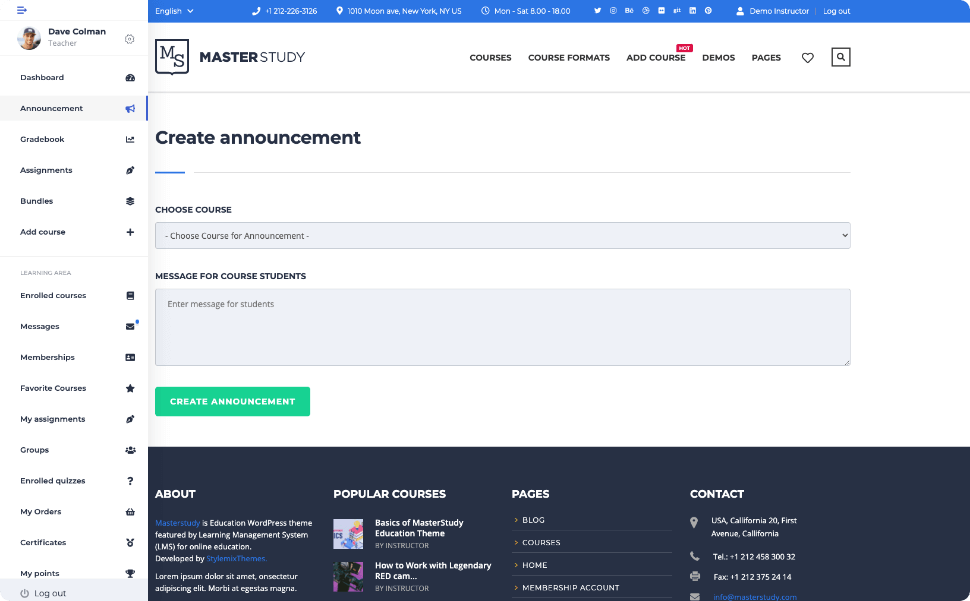 English
+1 212-226-3126
1010 Moon ave, New York, NY US
Mon - Sat 8.00 - 18.00
Demo Instructor
Log out
Dave Colman
Teacher
Dashboard
Announcement
Gradebook
Assignments
Bundles
Add course
LEARNING AREA
Enrolled courses
Messages
Memberships
Favorite Courses
My assignments
Groups
Enrolled quizzes
My Orders
Certificates
My points
Log out
MS
MASTERSTUDY
COURSES
COURSE FORMATS
ADD COURSE
HOT
DEMOS
PAGES
Create announcement
CHOOSE COURSE
- Choose Course for Announcement -
MESSAGE FOR COURSE STUDENTS
Enter message for students
CREATE ANNOUNCEMENT
ABOUT
Masterstudy is Education WordPress theme
featured by Learning Management System
(LMS) for online education.
Developed by StylemixThemes.
Lorem ipsum dolor sit amet, onsectetur
adipiscing elit. Morbi at egestas magna.
POPULAR COURSES
Basics of MasterStudy
Education Theme
BY INSTRUCTOR
How to Work with Legendary
RED cam...
BY INSTRUCTOR
PAGES
BLOG
COURSES
HOME
MEMBERSHIP ACCOUNT
CONTACT
USA, Callifornia 20, First
Avenue, Callifornia
Tel.: +1 212 458 300 32
Fax: +1 212 375 24 14
info@masterstudy.com